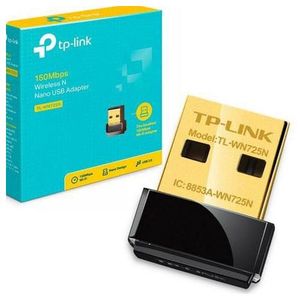 tp-link
150Mbps
Wireless N
Nano USB Adapter
TL-WN725N
TP-LINK
Model:TL-WN725N
IC: 8853A-WN725N